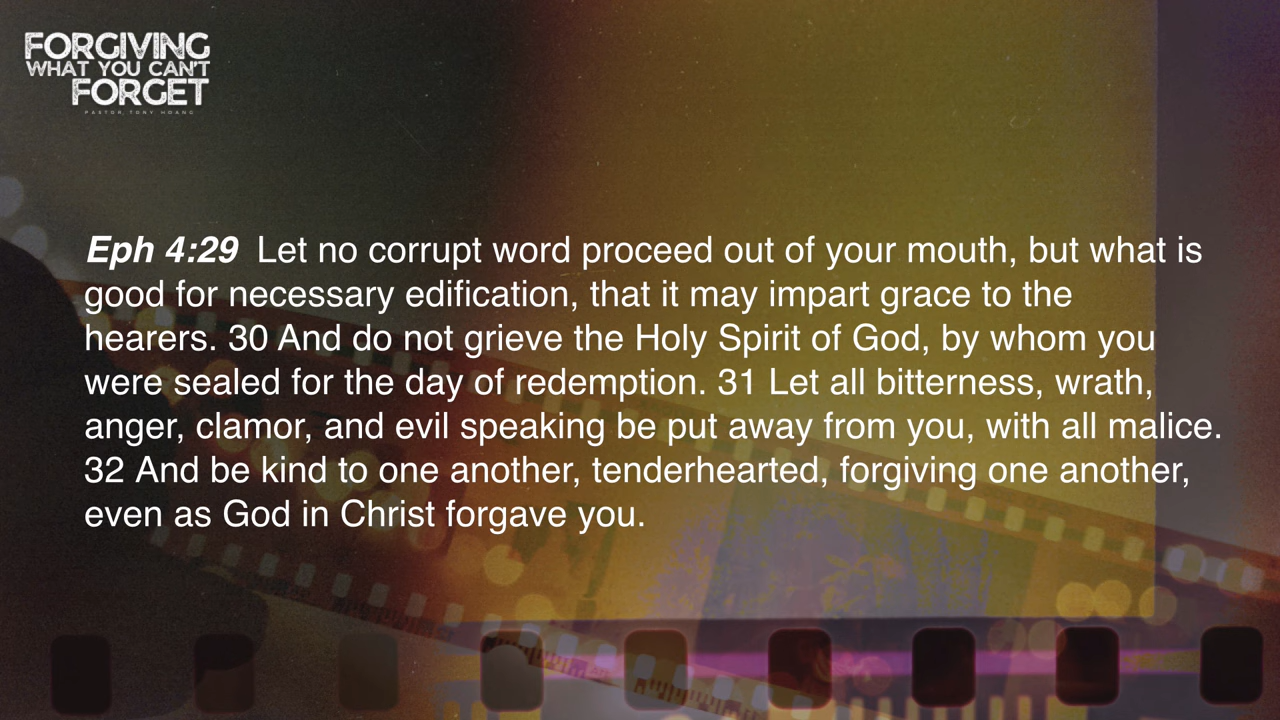 FORGIVING
WHAT YOU CAN'T
FORGET
PASTOR, TONY HOANG
Eph 4:29 Let no corrupt word proceed out of your mouth, but what is
good for necessary edification, that it may impart grace to the
hearers. 30 And do not grieve the Holy Spirit of God, by whom you
were sealed for the day of redemption. 31 Let all bitterness, wrath,
anger, clamor, and evil speaking be put away from you, with all malice.
32 And be kind to one another, tenderhearted, forgiving one another,
even as God in Christ forgave you.